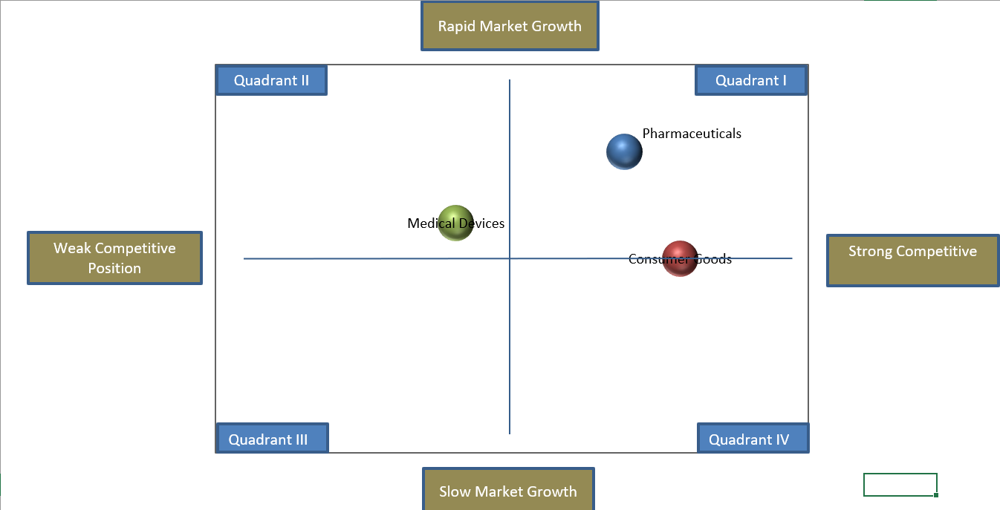 Rapid Market Growth
Quadrant II
Quadrant I
Pharmaceuticals
Medical Devices
Weak Competitive
Position
Consumer Goods
Strong Competitive
Quadrant III
Quadrant IV
Slow Market Growth